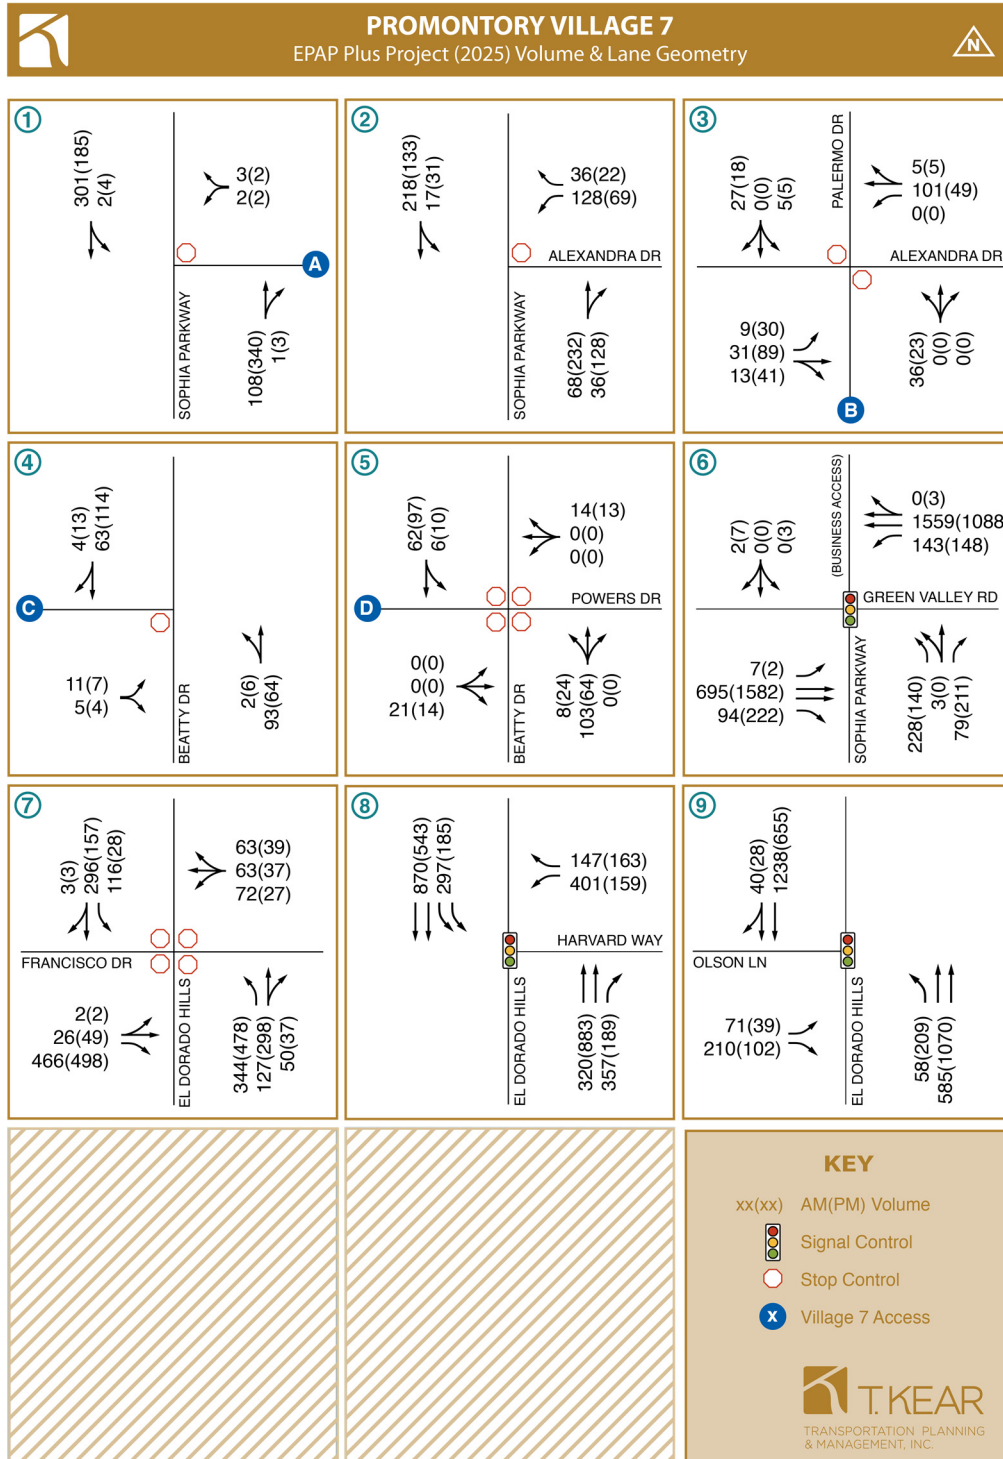 PROMONTORY VILLAGE 7
EPAP Plus Project (2025) Volume & Lane Geometry
N
1
301(185)
2(4)
3(2)
2(2)
A
SOPHIA PARKWAY
108(340)
1(3)
2
218(133)
17(31)
36(22)
128(69)
ALEXANDRA DR
SOPHIA PARKWAY
68(232)
36(128)
3
27(18)
0(0)
5(5)
PALERMO DR
5(5)
101(49)
0(0)
ALEXANDRA DR
9(30)
31(89)
13(41)
36(23)
0(0)
0(0)
B
4
4(13)
63(114)
C
11(7)
5(4)
BEATTY DR
2(6)
93(64)
5
62(97)
6(10)
14(13)
0(0)
0(0)
D
POWERS DR
0(0)
0(0)
21(14)
BEATTY DR
8(24)
103(64)
0(0)
6
2(7)
0(0)
0(3)
(BUSINESS ACCESS)
0(3)
1559(1088
143(148)
GREEN VALLEY RD
7(2)
695(1582)
94(222)
SOPHIA PARKWAY
228(140)
3(0)
79(211)
7
3(3)
296(157)
116(28)
63(39)
63(37)
72(27)
FRANCISCO DR
2(2)
26(49)
466(498)
EL DORADO HILLS
344(478)
127(298)
50(37)
8
870(543)
297(185)
147(163)
401(159)
HARVARD WAY
EL DORADO HILLS
320(883)
357(189)
9
40(28)
1238(655)
OLSON LN
71(39)
210(102)
EL DORADO HILLS
58(209)
585(1070)
KEY
xx(xx) AM(PM) Volume
Signal Control
Stop Control
X Village 7 Access
T.KEAR
TRANSPORTATION PLANNING
& MANAGEMENT, INC.